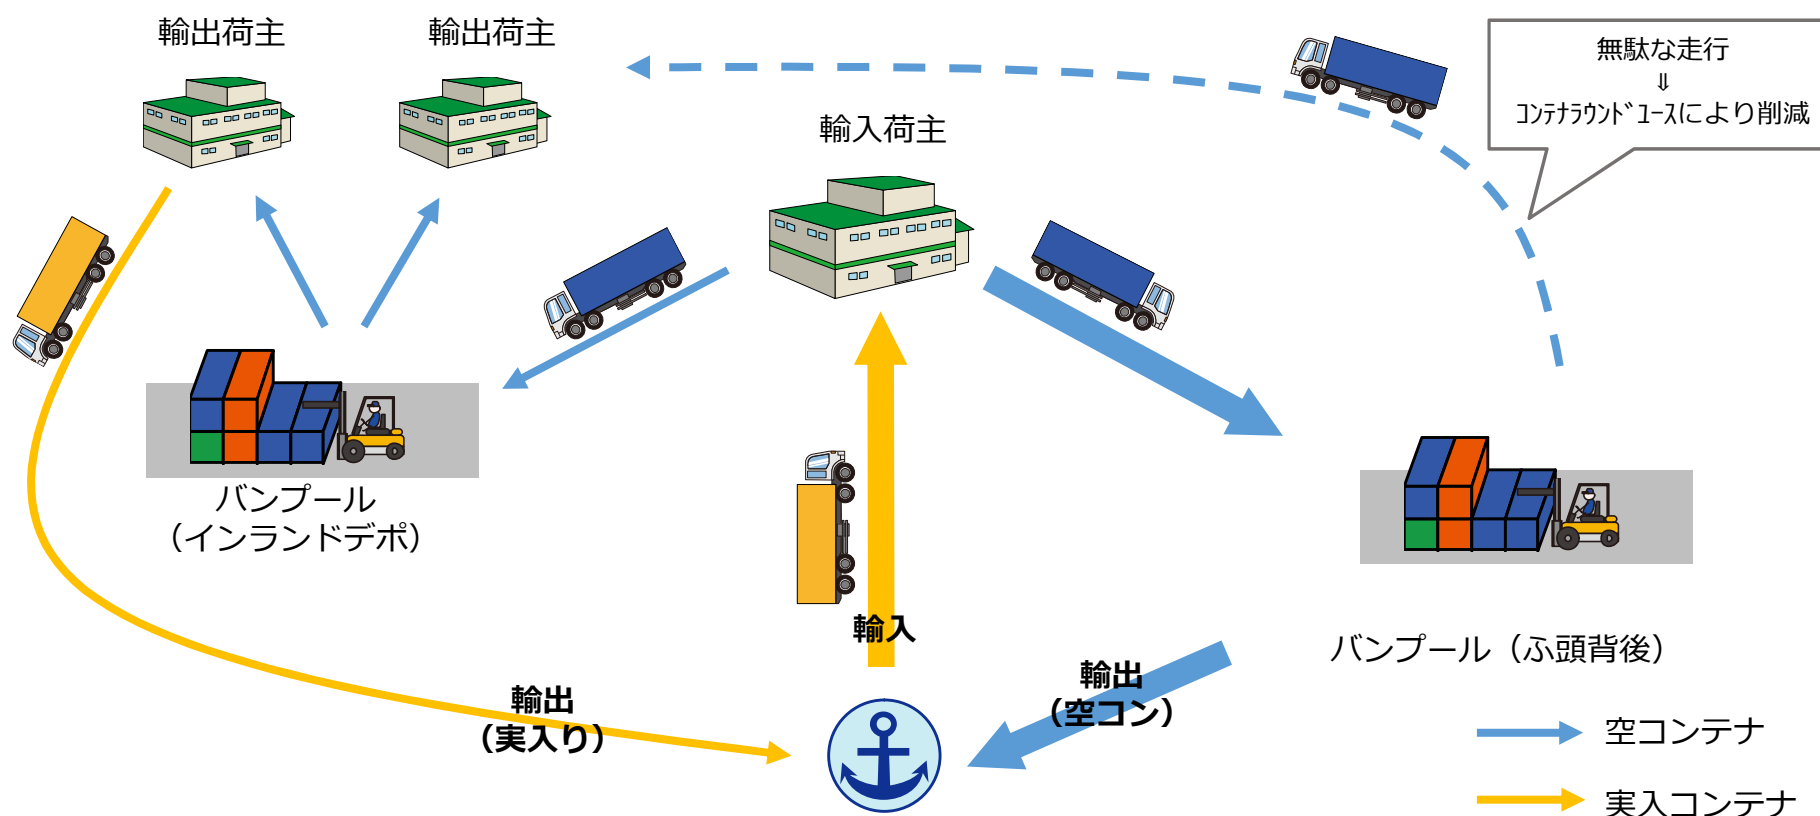 輸出荷主
輸出荷主
輸入荷主
無駄な走行
⇓
ｺﾝﾃﾅﾗｳﾝﾄﾞﾕｰｽにより削減
バンプール
（インランドデポ）
輸入
バンプール（ふ頭背後）
輸出
（空コン）
輸出
（実入り）
空コンテナ
実入コンテナ